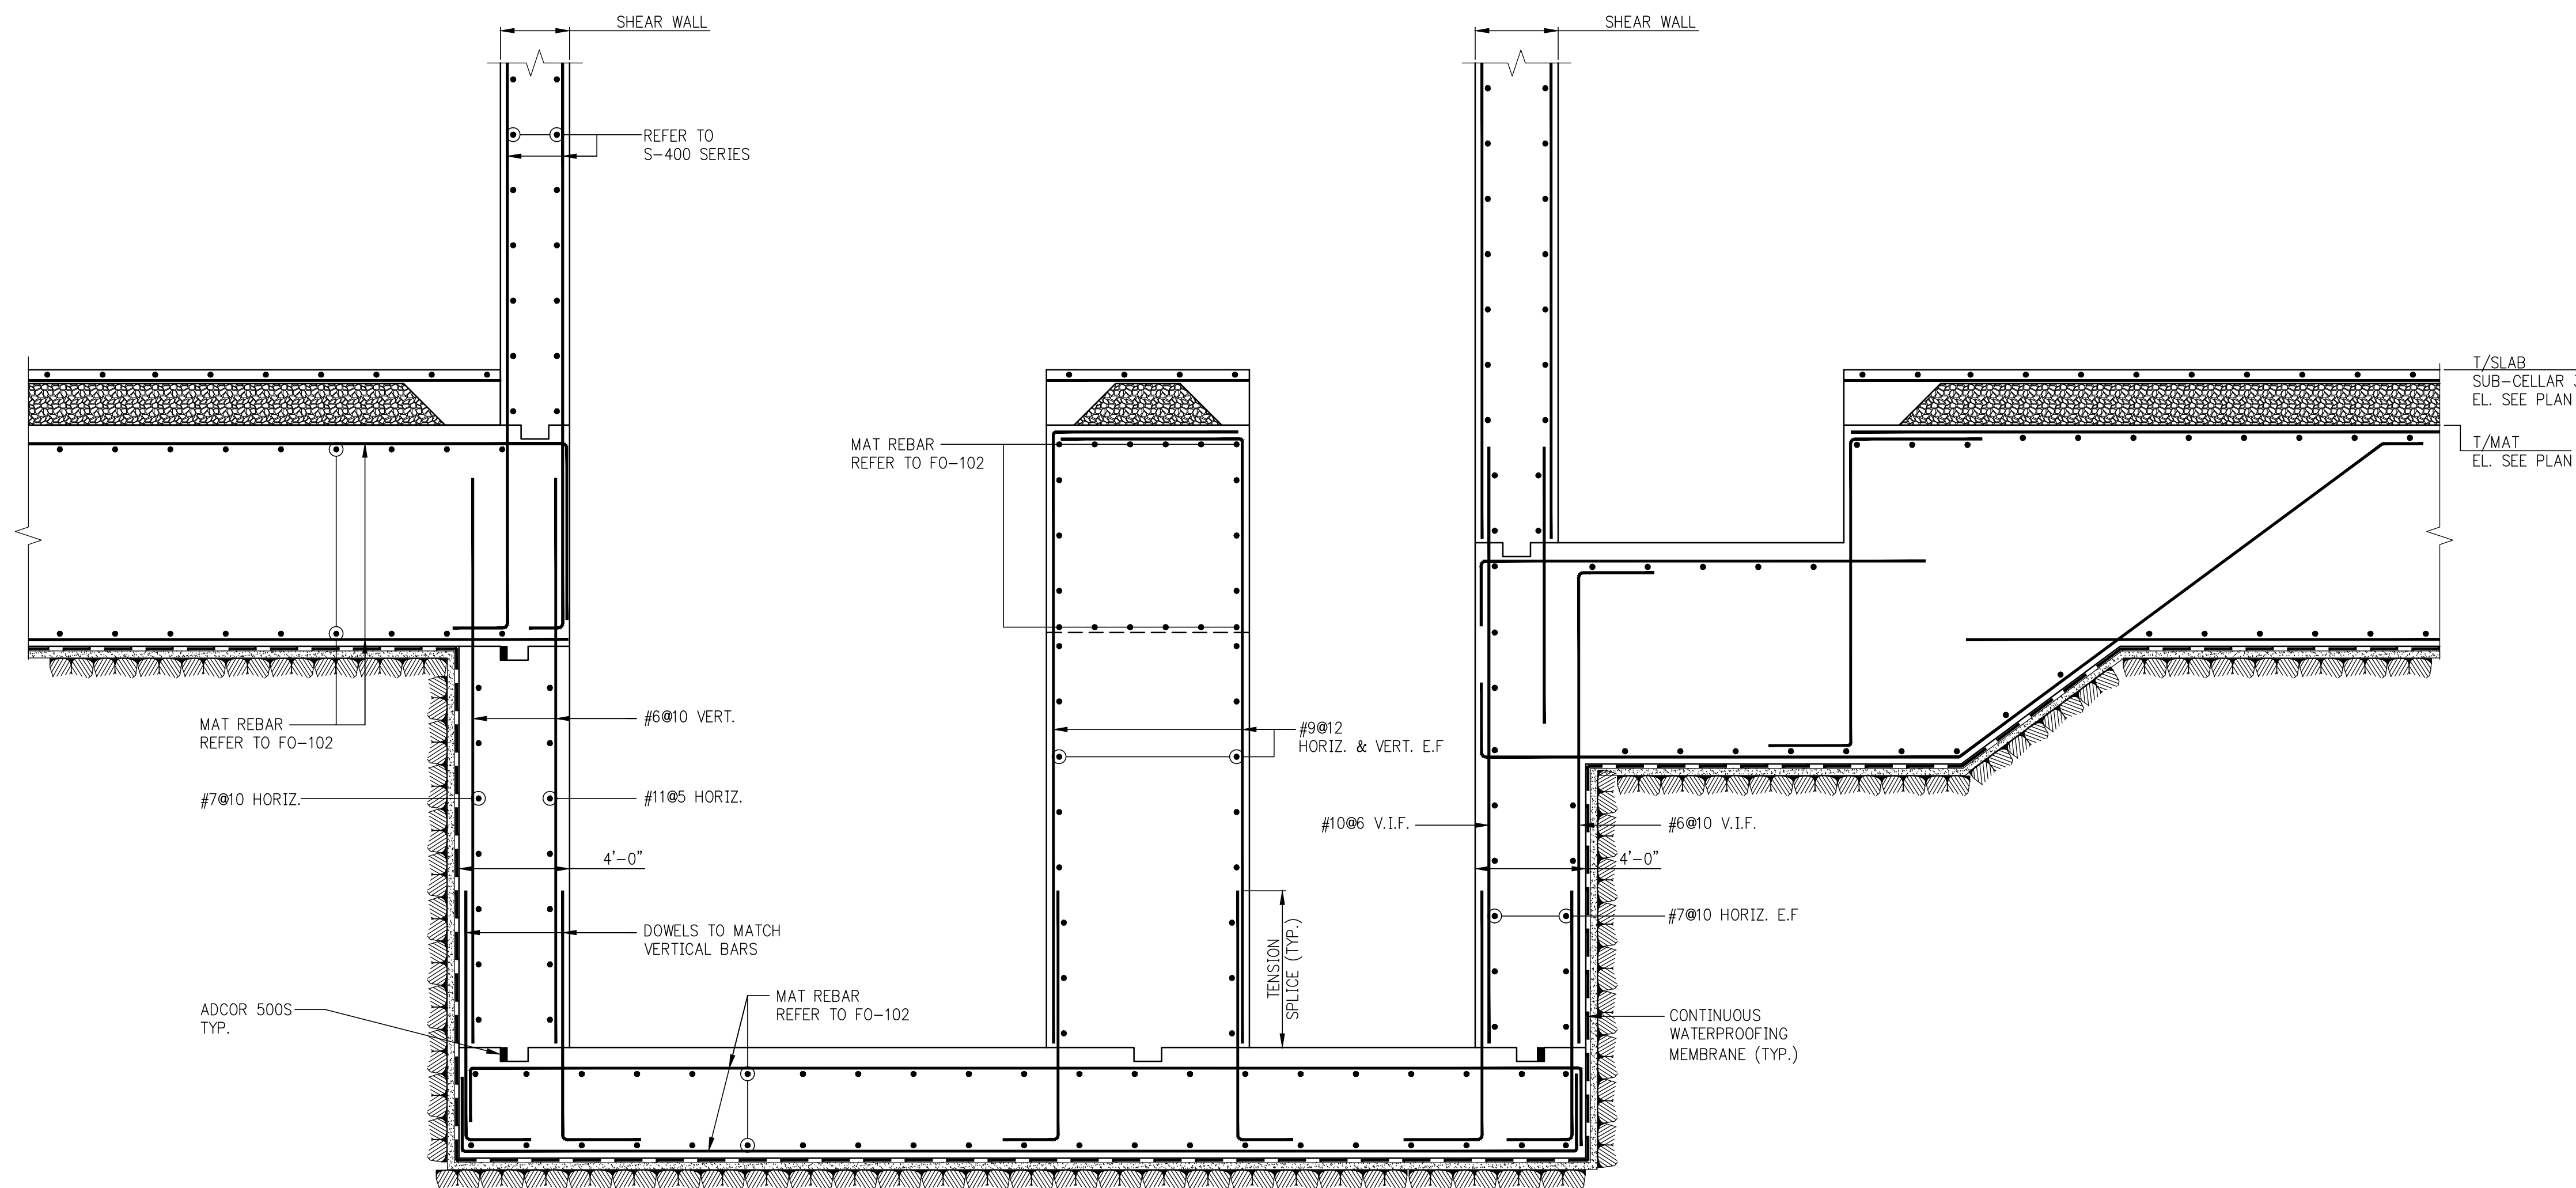 SHEAR WALL
SHEAR WALL
REFER TO
S-400 SERIES
T/SLAB
SUB-CELLAR
EL. SEE PLAN
T/MAT
EL. SEE PLAN
MAT REBAR
REFER TO FO-102
MAT REBAR
REFER TO FO-102
#6@10 VERT.
#9@12
HORIZ. & VERT. E.F
#7@10 HORIZ.
#11@5 HORIZ.
#10@6 V.I.F.
#6@10 V.I.F.
4'-0"
4'-0"
DOWELS TO MATCH
VERTICAL BARS
TENSION
SPLICE (TYP.)
#7@10 HORIZ. E.F
ADCOR 500S
TYP.
MAT REBAR
REFER TO FO-102
CONTINUOUS
WATERPROOFING
MEMBRANE (TYP.)